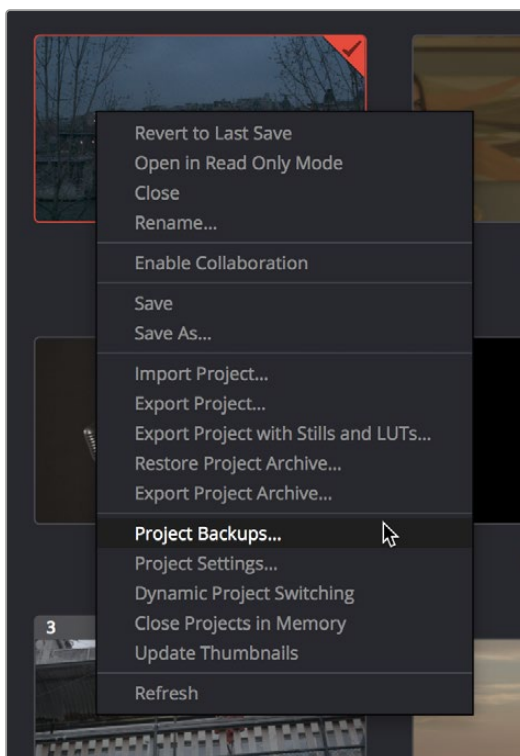 Revert to Last Save
Open in Read Only Mode
Close
Rename...
Enable Collaboration
Save
Save As...
Import Project...
Export Project...
Export Project with Stills and LUTs...
Restore Project Archive...
Export Project Archive...
Project Backups...
Project Settings...
Dynamic Project Switching
3
Close Projects in Memory
Update Thumbnails
Refresh